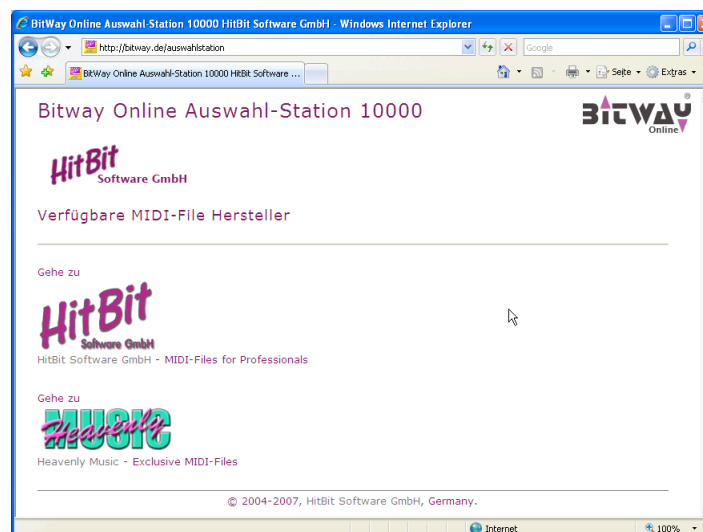 BitWay Online Auswahl-Station 10000 HitBit Software GmbH - Windows Internet Explorer
http://bitway.de/auswahlstation
Google
BitWay Online Auswahl-Station 10000 HitBit Software ...
Seite
Extras
Bitway Online Auswahl-Station 10000
BITWAY ®
Online
HitBit
Software GmbH
Verfügbare MIDI-File Hersteller
Gehe zu
HitBit
Software GmbH
HitBit Software GmbH - MIDI-Files for Professionals
Gehe zu
MUSIC
Heavenly
Heavenly Music - Exclusive MIDI-Files
© 2004-2007, HitBit Software GmbH, Germany.
Internet
100%